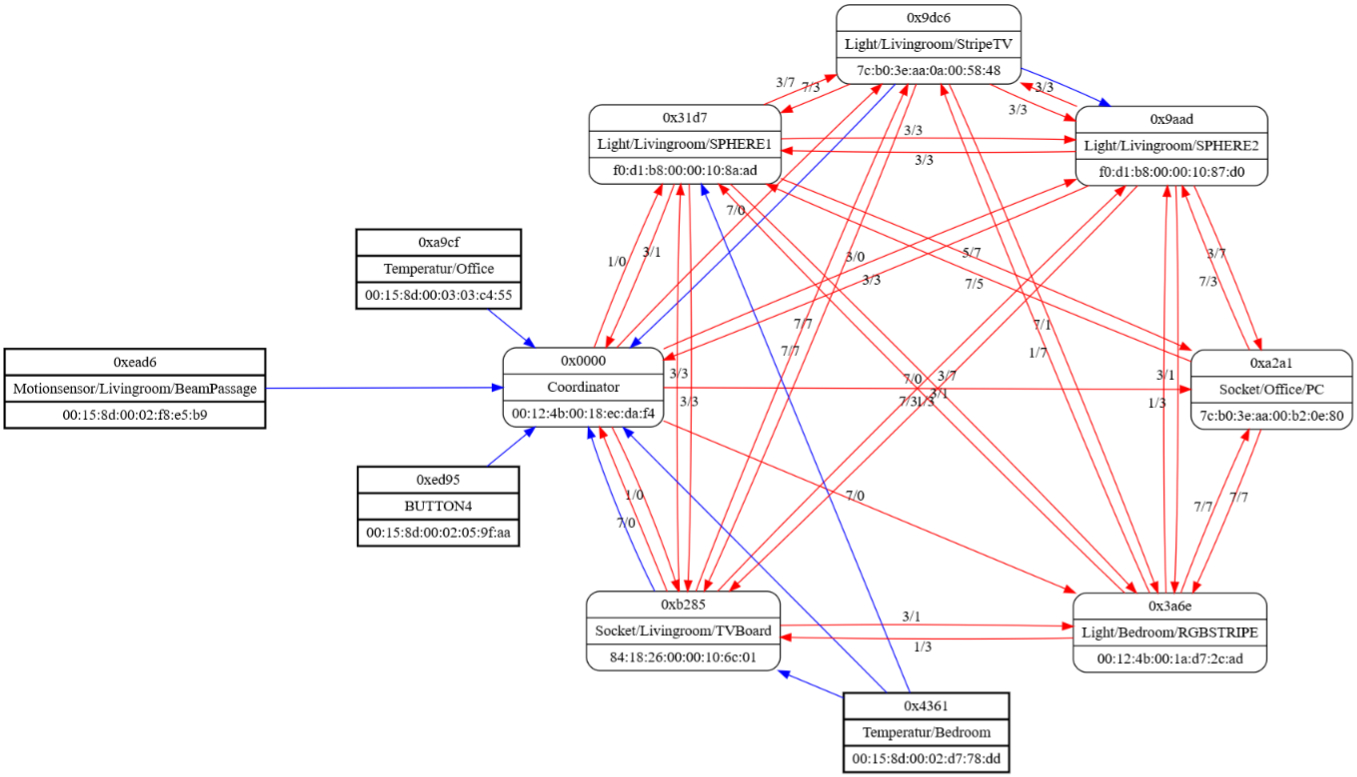 0x9dc6
Light/Livingroom/StripeTV
7c:b0:3e:aa:0a:00:58:48
3/7
7/3
3/3
3/3
0x31d7
Light/Livingroom/SPHERE1
f0:d1:b8:00:00:10:8a:ad
3/3
3/3
0x9aad
Light/Livingroom/SPHERE2
f0:d1:b8:00:00:10:87:d0
7/0
0xa9cf
Temperatur/Office
00:15:8d:00:03:03:c4:55
1/0
3/1
3/0
3/3
5/7
7/5
3/7
7/3
7/7
7/7
7/1
1/7
0xead6
Motionsensor/Livingroom/BeamPassage
00:15:8d:00:02:f8:e5:b9
0x0000
Coordinator
00:12:4b:00:18:ec:da:f4
3/3
3/3
7/0
3/7
7/3
1/3
3/1
3/1
1/3
0xa2a1
Socket/Office/PC
7c:b0:3e:aa:00:b2:0e:80
0xed95
BUTTON4
00:15:8d:00:02:05:9f:aa
1/0
7/0
7/0
7/7
7/7
0xb285
Socket/Livingroom/TVBoard
84:18:26:00:00:10:6c:01
3/1
1/3
0x3a6e
Light/Bedroom/RGBSTRIPE
00:12:4b:00:1a:d7:2c:ad
0x4361
Temperatur/Bedroom
00:15:8d:00:02:d7:78:dd